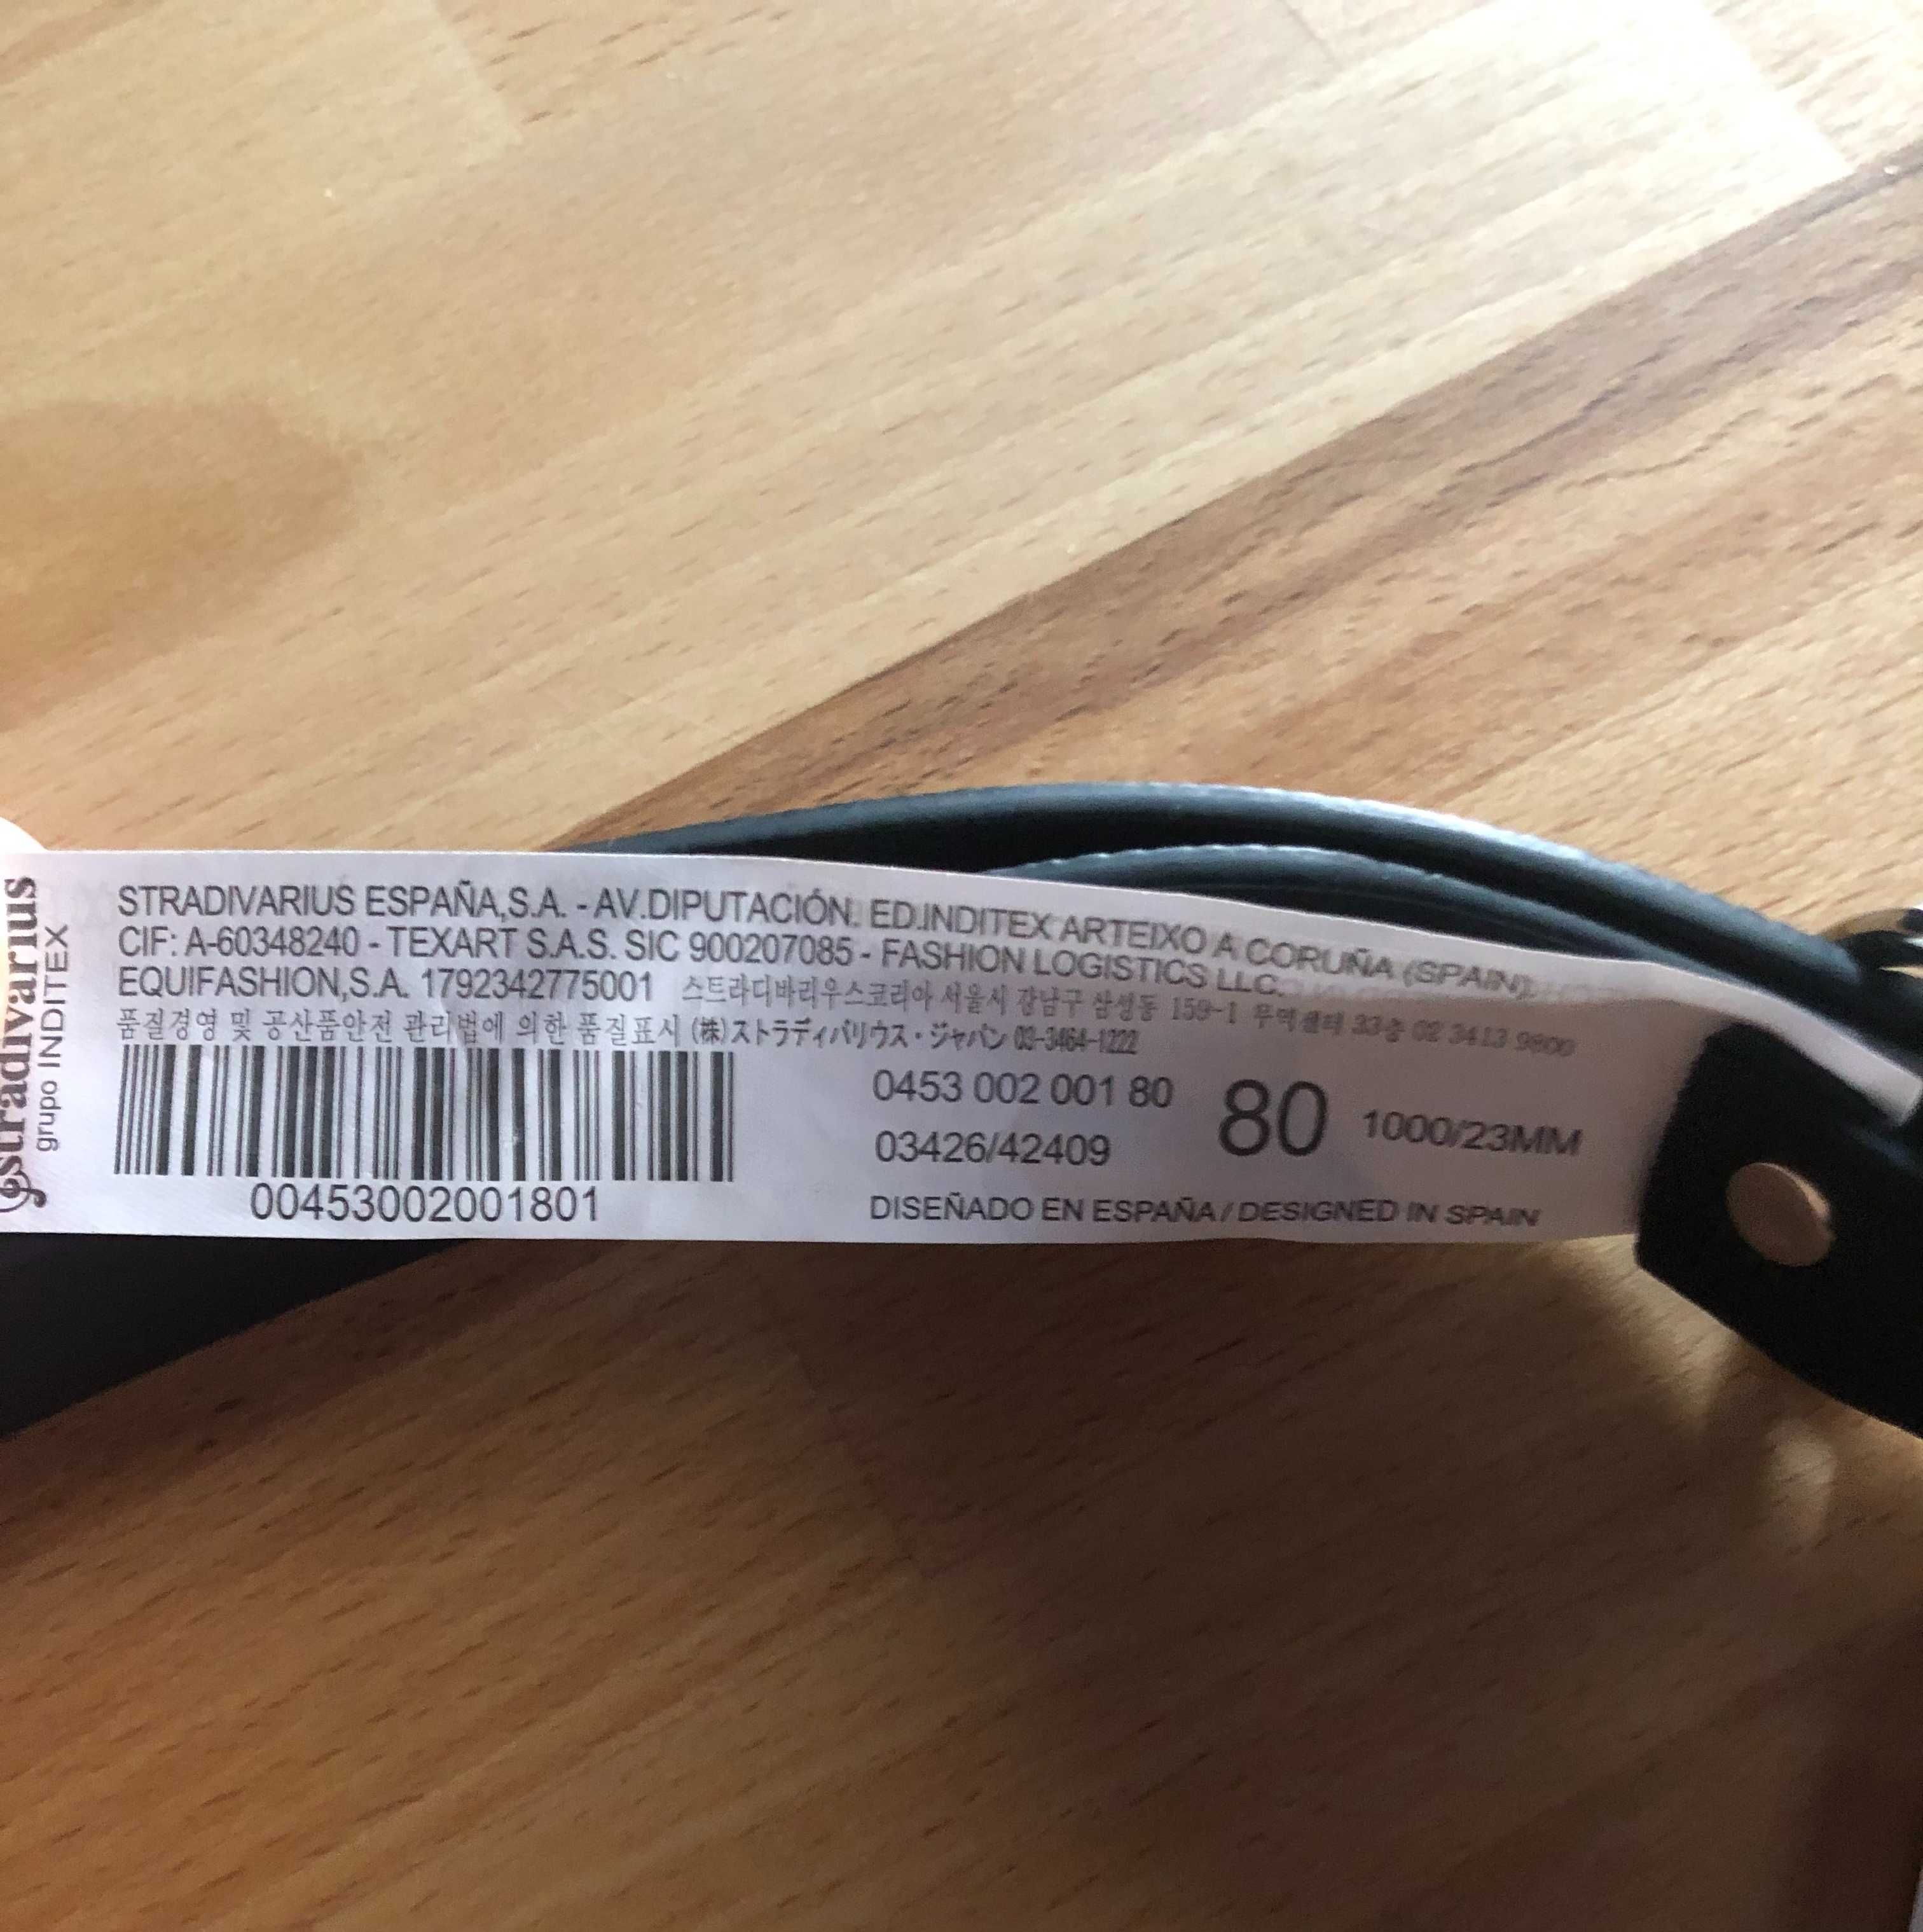 stradivarius
grupo INDITEX
STRADIVARIUS ESPAÑA,S.A. - AV.DIPUTACIÓN. ED.INDITEX ARTEIXO A CORUÑA (SPAIN).
CIF: A-60348240 - TEXART S.A.S. SIC 900207085 - FASHION LOGISTICS LLC.
EQUIFASHION,S.A. 1792342775001 스트라디바리우스코리아 서울시 강남구 삼성동 159-1 무역센터 33층 02 3413 9800
품질경영 및 공산품안전 관리법에 의한 품질표시 (株)ストラディバリウス・ジャパン 03-3464-1222
0453 002 001 80 80 1000/23MM
03426/42409
00453002001801
DISEÑADO EN ESPAÑA / DESIGNED IN SPAIN